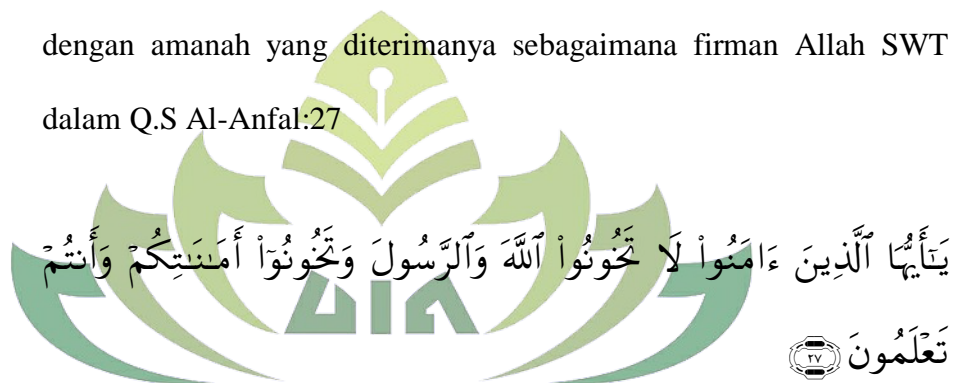 dengan amanah yang diterimanya sebagaimana firman Allah SWT
dalam Q.S Al-Anfal:27
يَـٰٓأَيُّهَا ٱلَّذِينَ ءَامَنُوا۟ لَا تَخُونُوا۟ ٱللَّهَ وَٱلرَّسُولَ وَتَخُونُوٓا۟ أَمَـٰنَـٰتِكُمْ وَأَنتُمْ
تَعْلَمُونَ ٢٧